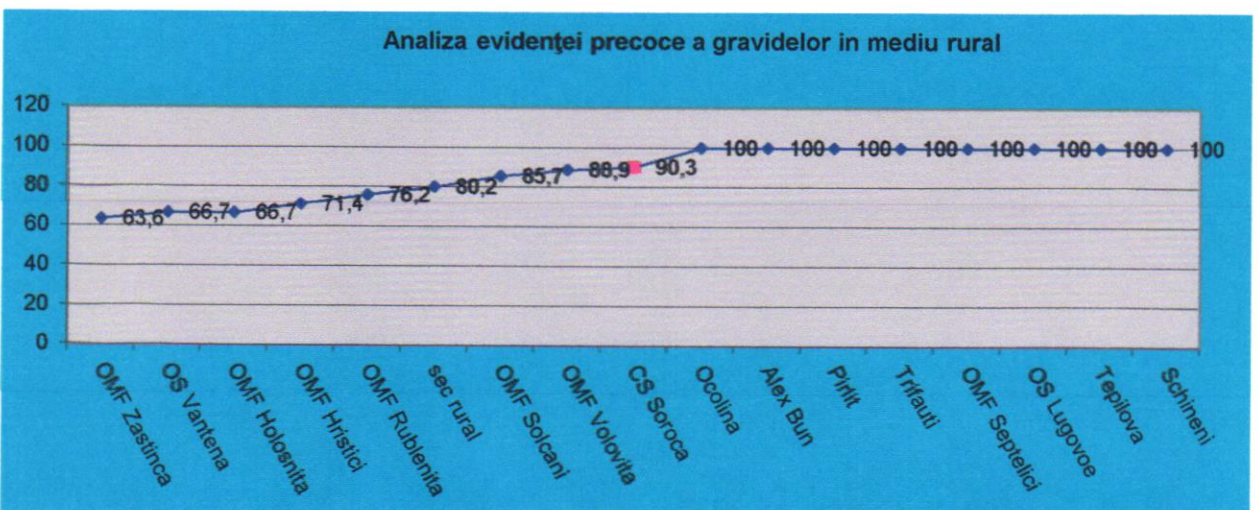 Analiza evidenţei precoce a gravidelor in mediu rural
120
100
80
60
40
20
0
63,6
66,7
66,7
71,4
76,2
80,2
85,7
88,9
90,3
100
100
100
100
100
100
100
100
OMF Zastinca
OS Vantena
OMF Holosnita
OMF Hristici
OMF Rublenita
sec rural
OMF Solcani
OMF Volovita
CS Soroca
Ocolina
Alex Bun
Pirlit
Trifauti
OMF Septelici
OS Lugovoe
Tepilova
Schineni